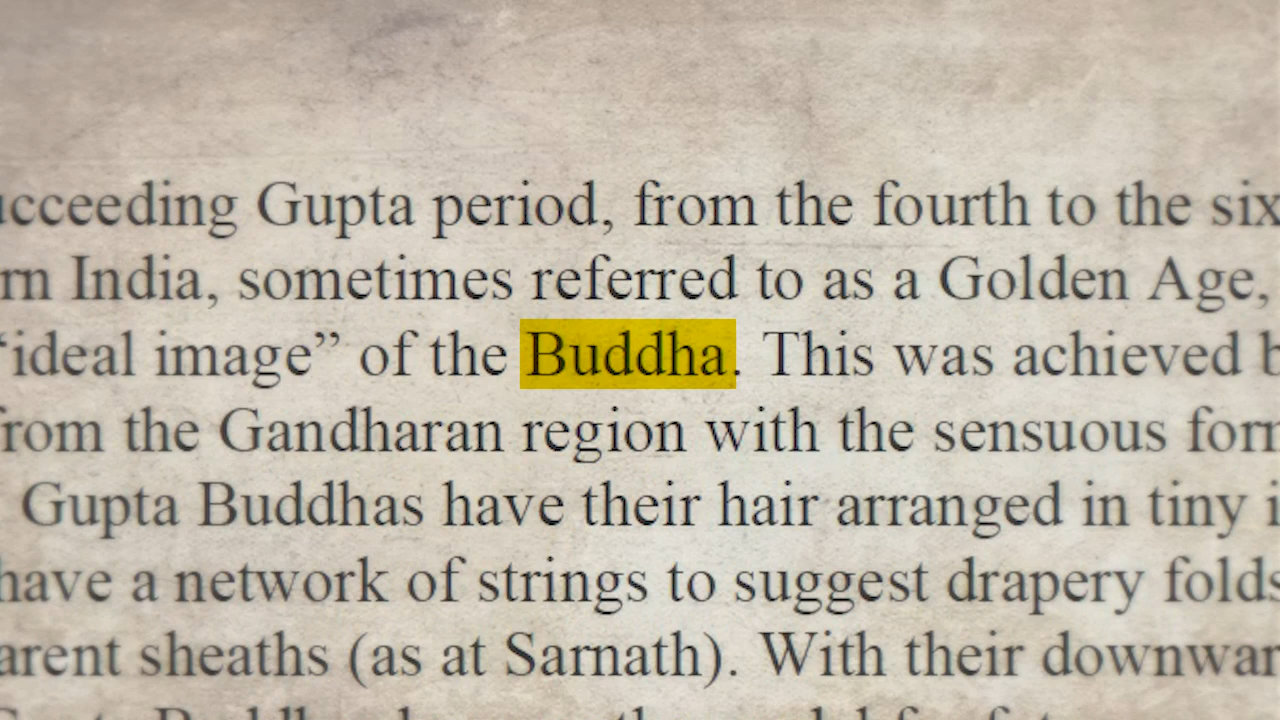 ucceeding Gupta period, from the fourth to the six
rn India, sometimes referred to as a Golden Age,
“ideal image” of the Buddha. This was achieved b
from the Gandharan region with the sensuous forn
Gupta Buddhas have their hair arranged in tiny i
have a network of strings to suggest drapery folds
arent sheaths (as at Sarnath). With their downwar